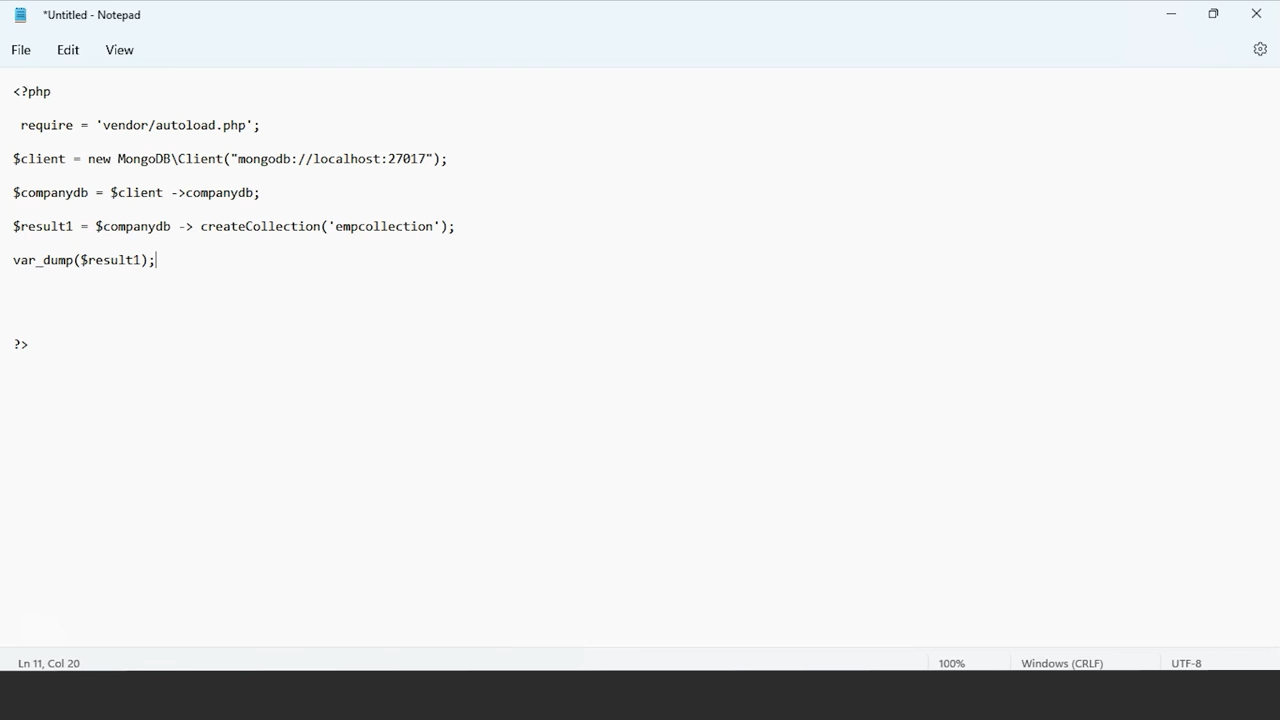 *Untitled - Notepad
File Edit View
<?php
require = 'vendor/autoload.php';
$client = new MongoDB\Client("mongodb://localhost:27017");
$companydb = $client ->companydb;
$result1 = $companydb -> createCollection('empcollection');
var_dump($result1);
?>
Ln 11, Col 20 100% Windows (CRLF) UTF-8